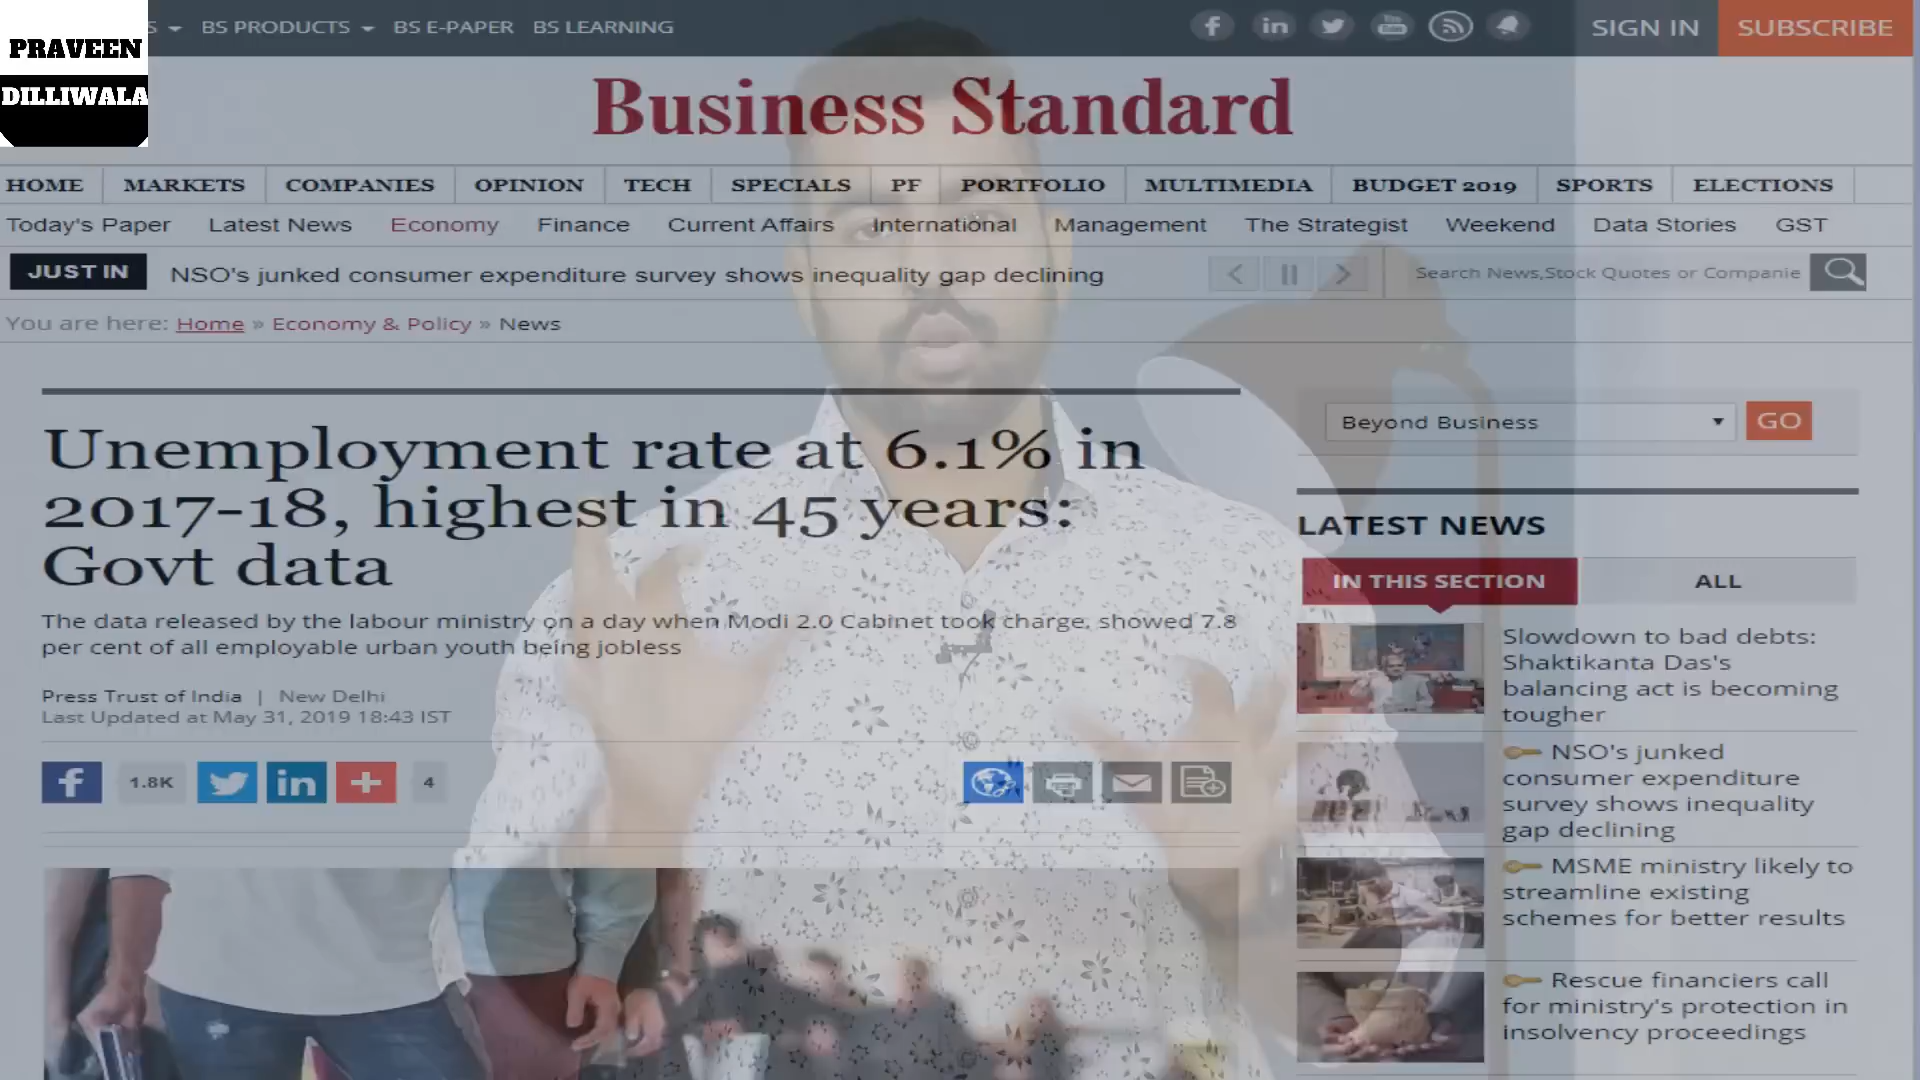 PRAVEEN
DILLIWALA
S BS PRODUCTS BS E-PAPER BS LEARNING
SIGN IN SUBSCRIBE
Business Standard
HOME MARKETS COMPANIES OPINION TECH SPECIALS PF PORTFOLIO MULTIMEDIA BUDGET 2019 SPORTS ELECTIONS
Today's Paper Latest News Economy Finance Current Affairs International Management The Strategist Weekend Data Stories GST
JUST IN NSO's junked consumer expenditure survey shows inequality gap declining
Search News,Stock Quotes or Companie
You are here: Home » Economy & Policy » News
Unemployment rate at 6.1% in
2017-18, highest in 45 years:
Govt data
The data released by the labour ministry on a day when Modi 2.0 Cabinet took charge, showed 7.8
per cent of all employable urban youth being jobless
Press Trust of India | New Delhi
Last Updated at May 31, 2019 18:43 IST
f 1.8K in + 4
Beyond Business GO
LATEST NEWS
IN THIS SECTION ALL
Slowdown to bad debts:
Shaktikanta Das's
balancing act is becoming
tougher
NSO's junked
consumer expenditure
survey shows inequality
gap declining
MSME ministry likely to
streamline existing
schemes for better results
Rescue financiers call
for ministry's protection in
insolvency proceedings